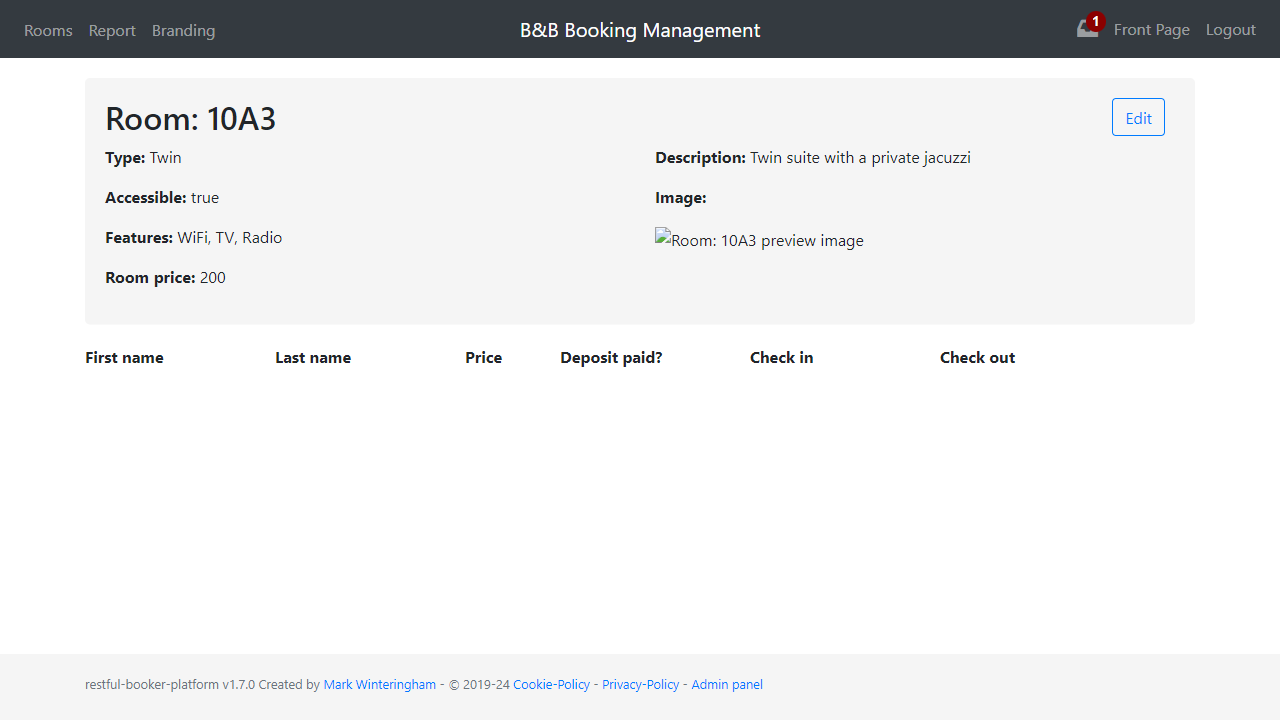 Rooms Report Branding B&B Booking Management 1 Front Page Logout
Room: 10A3 Edit
Type: Twin
Accessible: true
Features: WiFi, TV, Radio
Room price: 200
Description: Twin suite with a private jacuzzi
Image:
Room: 10A3 preview image
First name Last name Price Deposit paid? Check in Check out
restful-booker-platform v1.7.0 Created by Mark Winteringham - © 2019-24 Cookie-Policy - Privacy-Policy - Admin panel